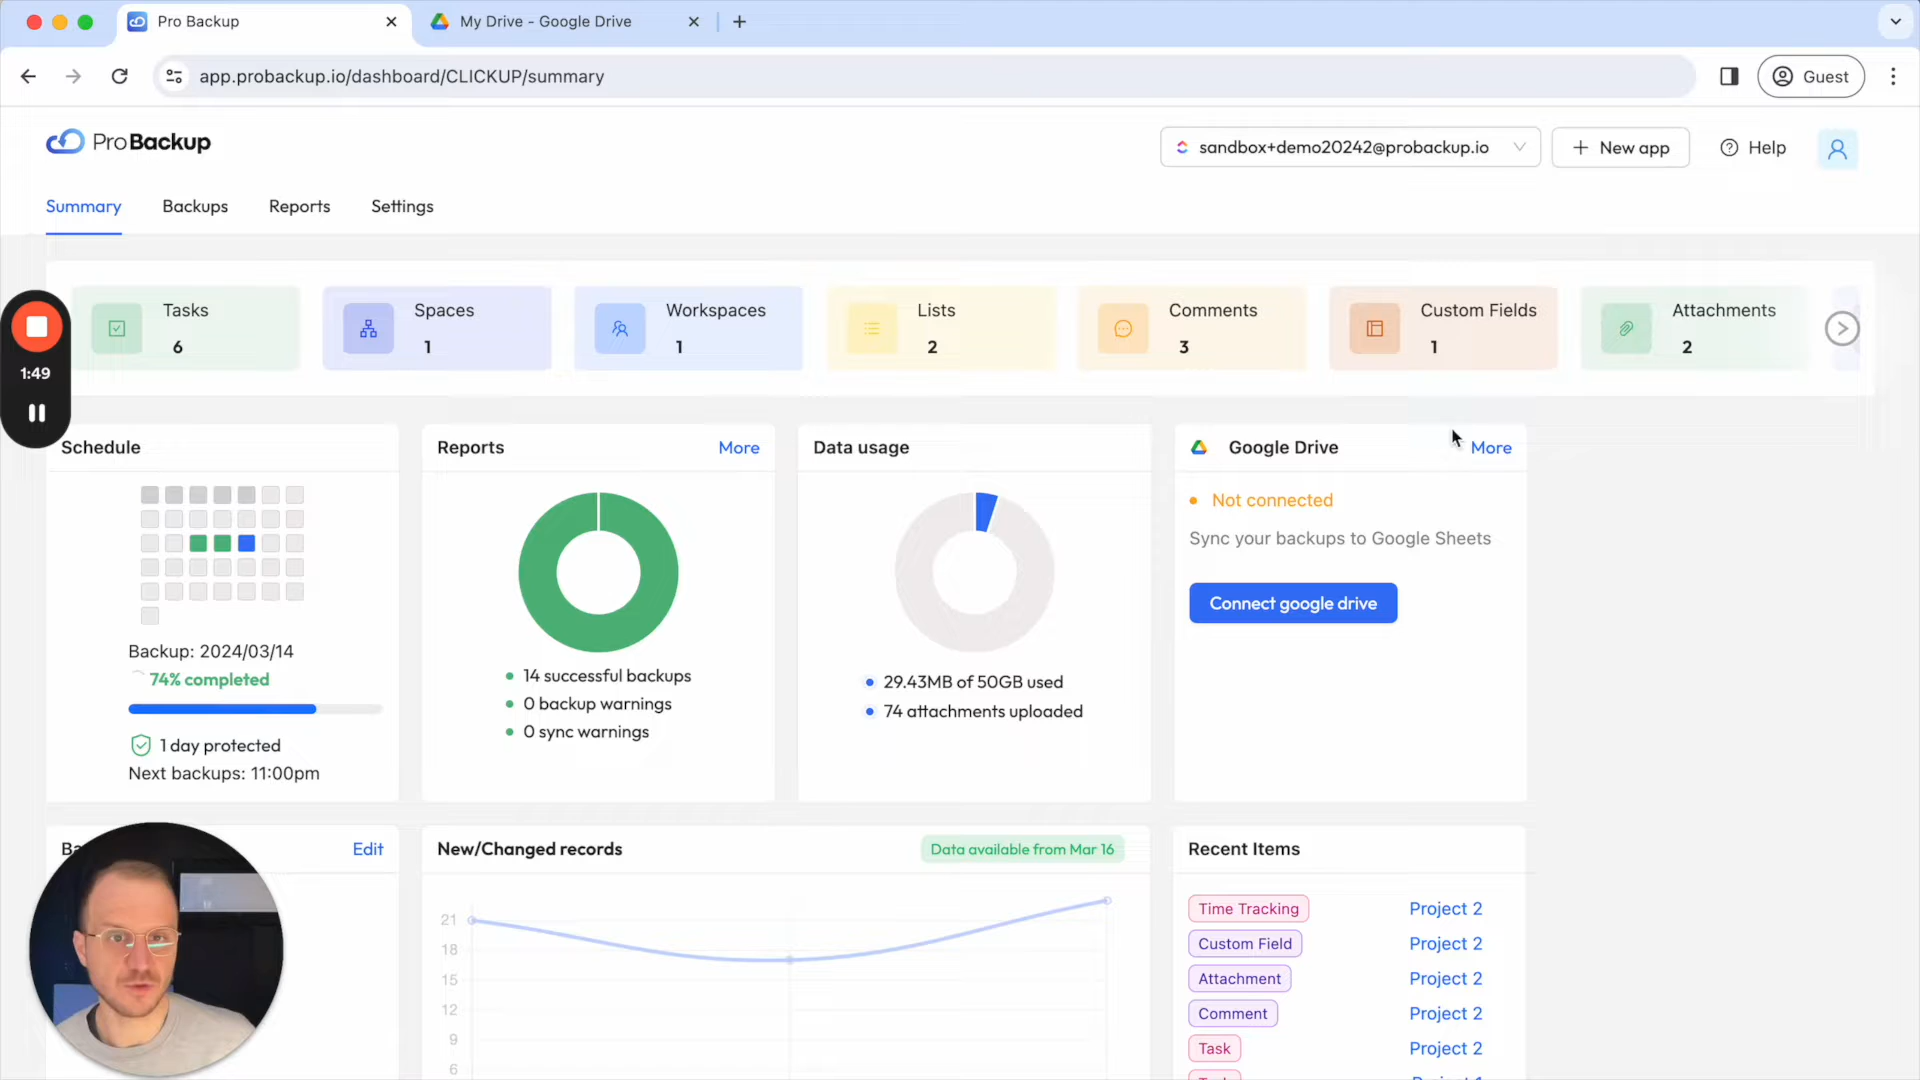 Pro Backup
My Drive - Google Drive
app.probackup.io/dashboard/CLICKUP/summary
Guest
ProBackup
sandbox+demo20242@probackup.io
New app
Help
Summary
Backups
Reports
Settings
Tasks
6
Spaces
1
Workspaces
1
Lists
2
Comments
3
Custom Fields
1
Attachments
2
1:49
Schedule
Backup: 2024/03/14
74% completed
1 day protected
Next backups: 11:00pm
Reports
More
14 successful backups
0 backup warnings
0 sync warnings
Data usage
29.43MB of 50GB used
74 attachments uploaded
Google Drive
More
Not connected
Sync your backups to Google Sheets
Connect google drive
Edit
New/Changed records
Data available from Mar 16
21
18
15
12
9
6
Recent Items
Time Tracking
Project 2
Custom Field
Project 2
Attachment
Project 2
Comment
Project 2
Task
Project 2